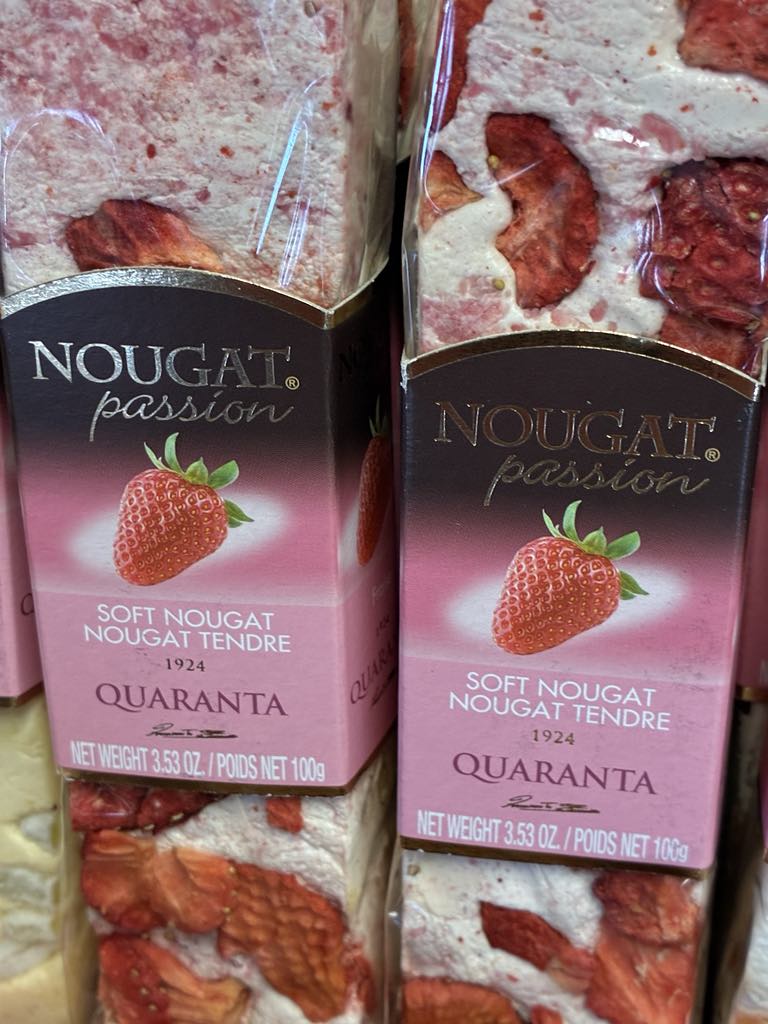 NOUGAT®
passion
SOFT NOUGAT
NOUGAT TENDRE
1924
QUARANTA
NET WEIGHT 3.53 OZ. / POIDS NET 100g
QUARA
NOUGAT®
passion
SOFT NOUGAT
NOUGAT TENDRE
1924
QUARANTA
NET WEIGHT 3.53 OZ. / POIDS NET 100g